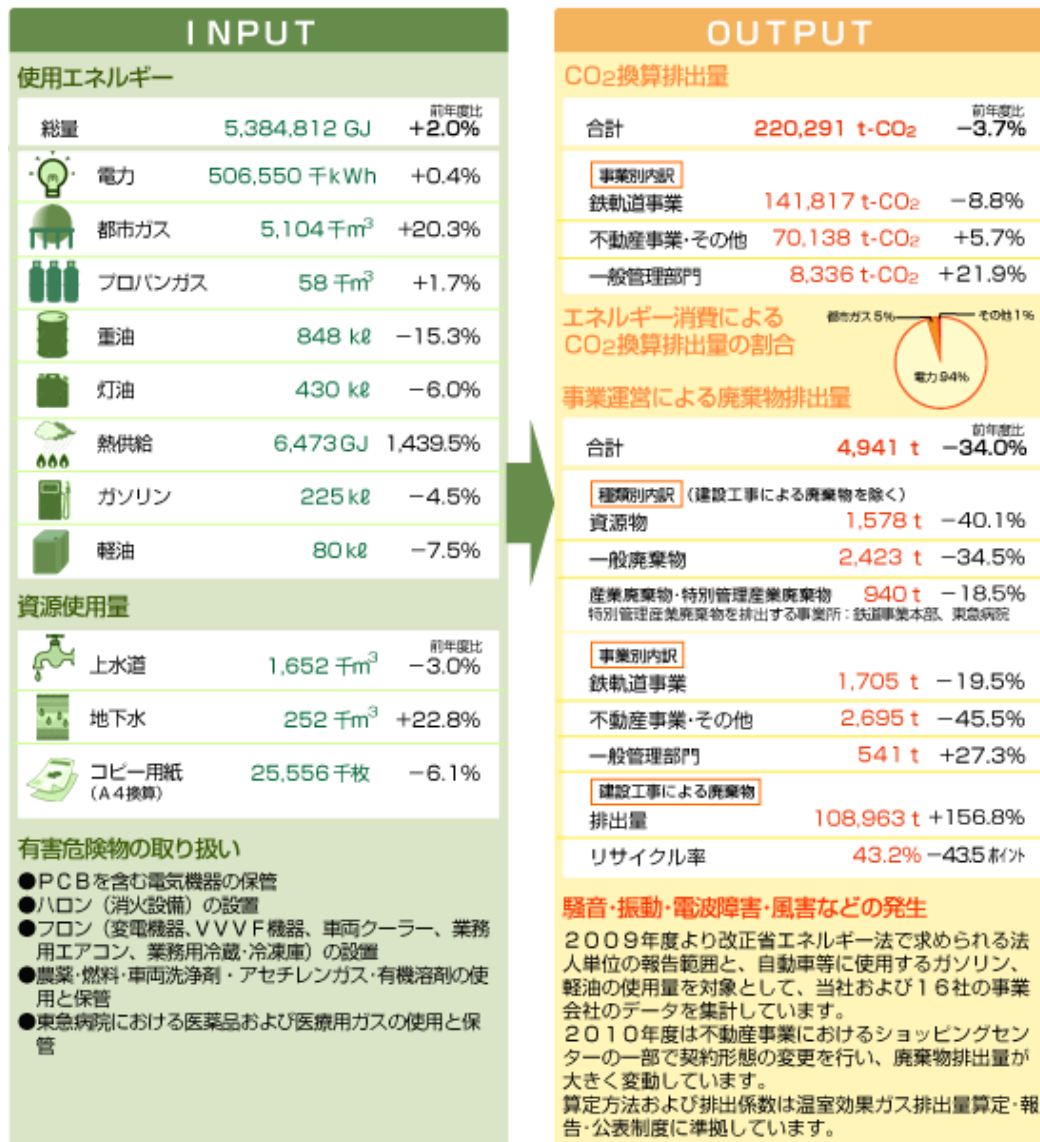 INPUT
使用エネルギー
前年度比
総量 5,384,812 GJ +2.0%
電力 506,550 千kWh +0.4%
都市ガス 5,104千m³ +20.3%
プロパンガス 58 千m³ +1.7%
重油 848 kℓ −15.3%
灯油 430 kℓ −6.0%
熱供給 6,473GJ 1,439.5%
ガソリン 225kℓ −4.5%
軽油 80kℓ −7.5%
資源使用量
前年度比
上水道 1,652 千m³ −3.0%
地下水 252 千m³ +22.8%
コピー用紙 25,556千枚 −6.1%
(A4換算)
有害危険物の取り扱い
●PCBを含む電気機器の保管
●ハロン(消火設備)の設置
●フロン(変電機器、VVVF機器、車両クーラー、業務
用エアコン、業務用冷蔵・冷凍庫)の設置
●農薬・燃料・車両洗浄剤・アセチレンガス・有機溶剤の使
用と保管
●東急病院における医薬品および医療用ガスの使用と保
管
OUTPUT
CO₂換算排出量
前年度比
合計 220,291 t-CO₂ −3.7%
事業別内訳
鉄軌道事業 141,817 t-CO₂ −8.8%
不動産事業・その他 70,138 t-CO₂ +5.7%
一般管理部門 8,336 t-CO₂ +21.9%
エネルギー消費による
CO₂換算排出量の割合
都市ガス 5% その他 1%
電力 94%
事業運営による廃棄物排出量
前年度比
合計 4,941 t −34.0%
種類別内訳 (建設工事による廃棄物を除く)
資源物 1,578 t −40.1%
一般廃棄物 2,423 t −34.5%
産業廃棄物・特別管理産業廃棄物 940 t −18.5%
特別管理産業廃棄物を排出する事業所：鉄道事業本部、東急病院
事業別内訳
鉄軌道事業 1,705 t −19.5%
不動産事業・その他 2,695 t −45.5%
一般管理部門 541 t +27.3%
建設工事による廃棄物
排出量 108,963 t +156.8%
リサイクル率 43.2% −43.5ポイント
騒音・振動・電波障害・風害などの発生
2009年度より改正省エネルギー法で求められる法
人単位の報告範囲と、自動車等に使用するガソリン、
軽油の使用量を対象として、当社および16社の事業
会社のデータを集計しています。
2010年度は不動産事業におけるショッピングセン
ターの一部で契約形態の変更を行い、廃棄物排出量が
大きく変動しています。
算定方法および排出係数は温室効果ガス排出量算定・報
告・公表制度に準拠しています。